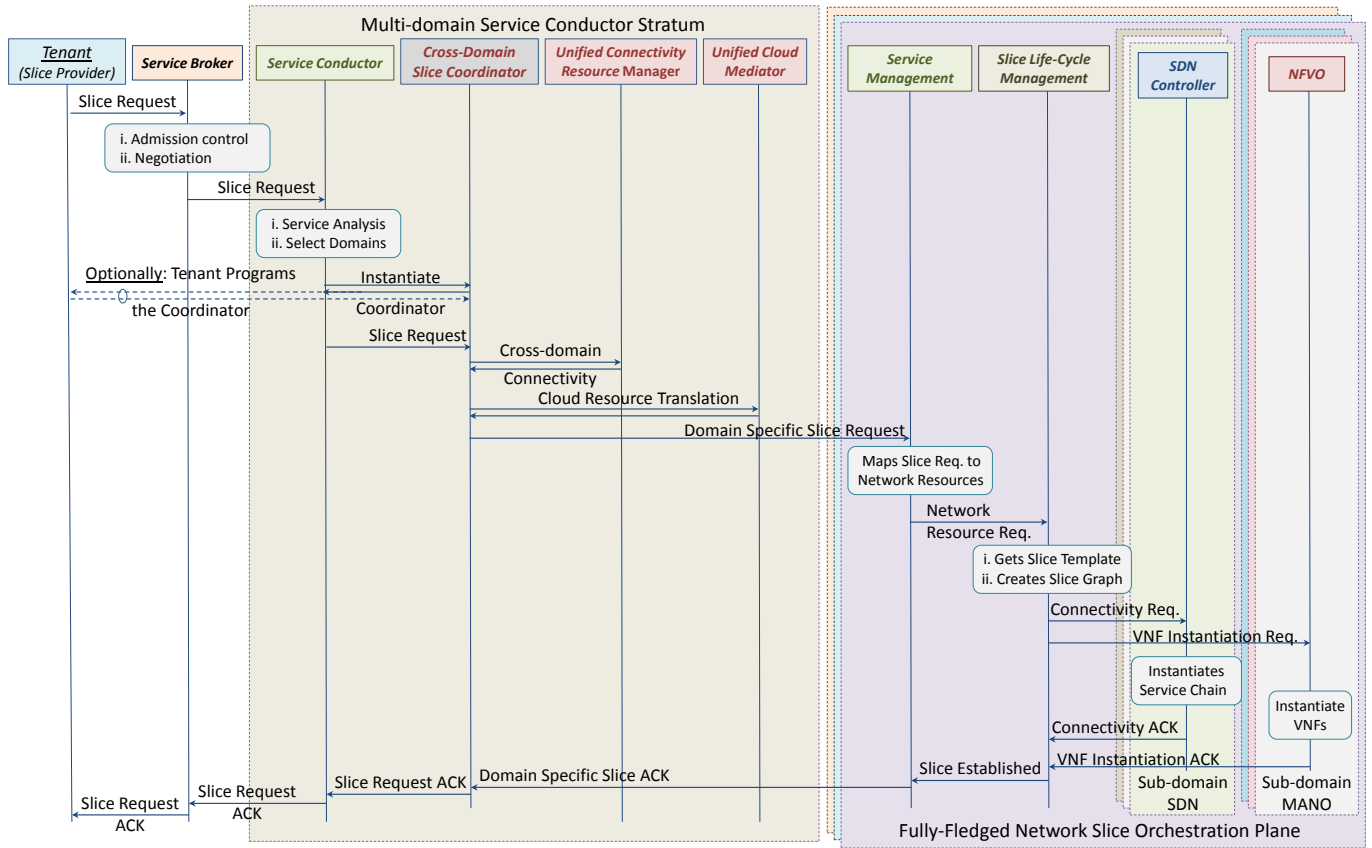 Multi-domain Service Conductor Stratum
Tenant
(Slice Provider)
Service Broker
Service Conductor
Cross-Domain
Slice Coordinator
Unified Connectivity
Resource Manager
Unified Cloud
Mediator
Service
Management
Slice Life-Cycle
Management
SDN
Controller
NFVO
Slice Request
i. Admission control
ii. Negotiation
Slice Request
i. Service Analysis
ii. Select Domains
Optionally: Tenant Programs
the Coordinator
Instantiate
Coordinator
Slice Request
Cross-domain
Connectivity
Cloud Resource Translation
Domain Specific Slice Request
Maps Slice Req. to
Network Resources
Network
Resource Req.
i. Gets Slice Template
ii. Creates Slice Graph
Connectivity Req.
VNF Instantiation Req.
Instantiates
Service Chain
Instantiate
VNFs
Connectivity ACK
VNF Instantiation ACK
Slice Established
Domain Specific Slice ACK
Slice Request ACK
Slice Request
ACK
Slice Request
ACK
Sub-domain
SDN
Sub-domain
MANO
Fully-Fledged Network Slice Orchestration Plane